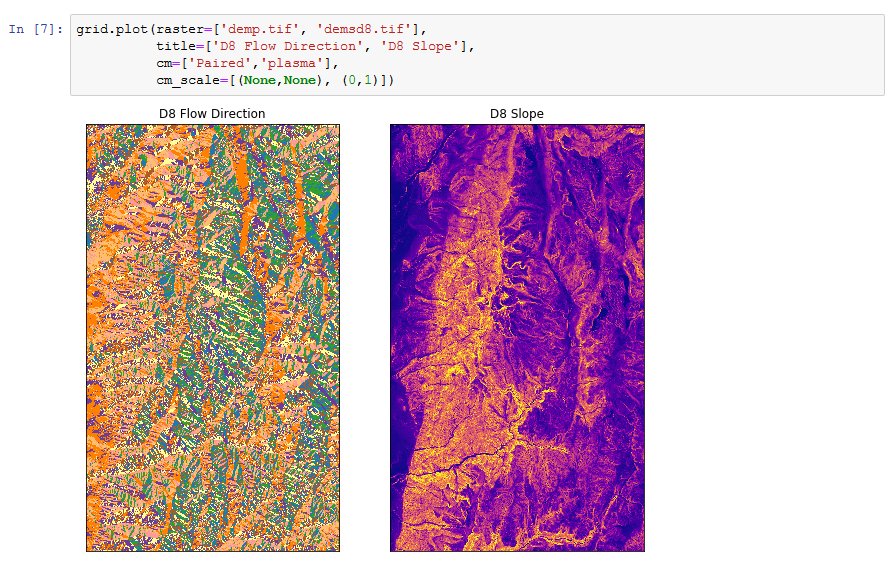 In [7]: grid.plot(raster=['demp.tif', 'demsd8.tif'],
title=['D8 Flow Direction', 'D8 Slope'],
cm=['Paired','plasma'],
cm_scale=[(None,None), (0,1)])
D8 Flow Direction
D8 Slope